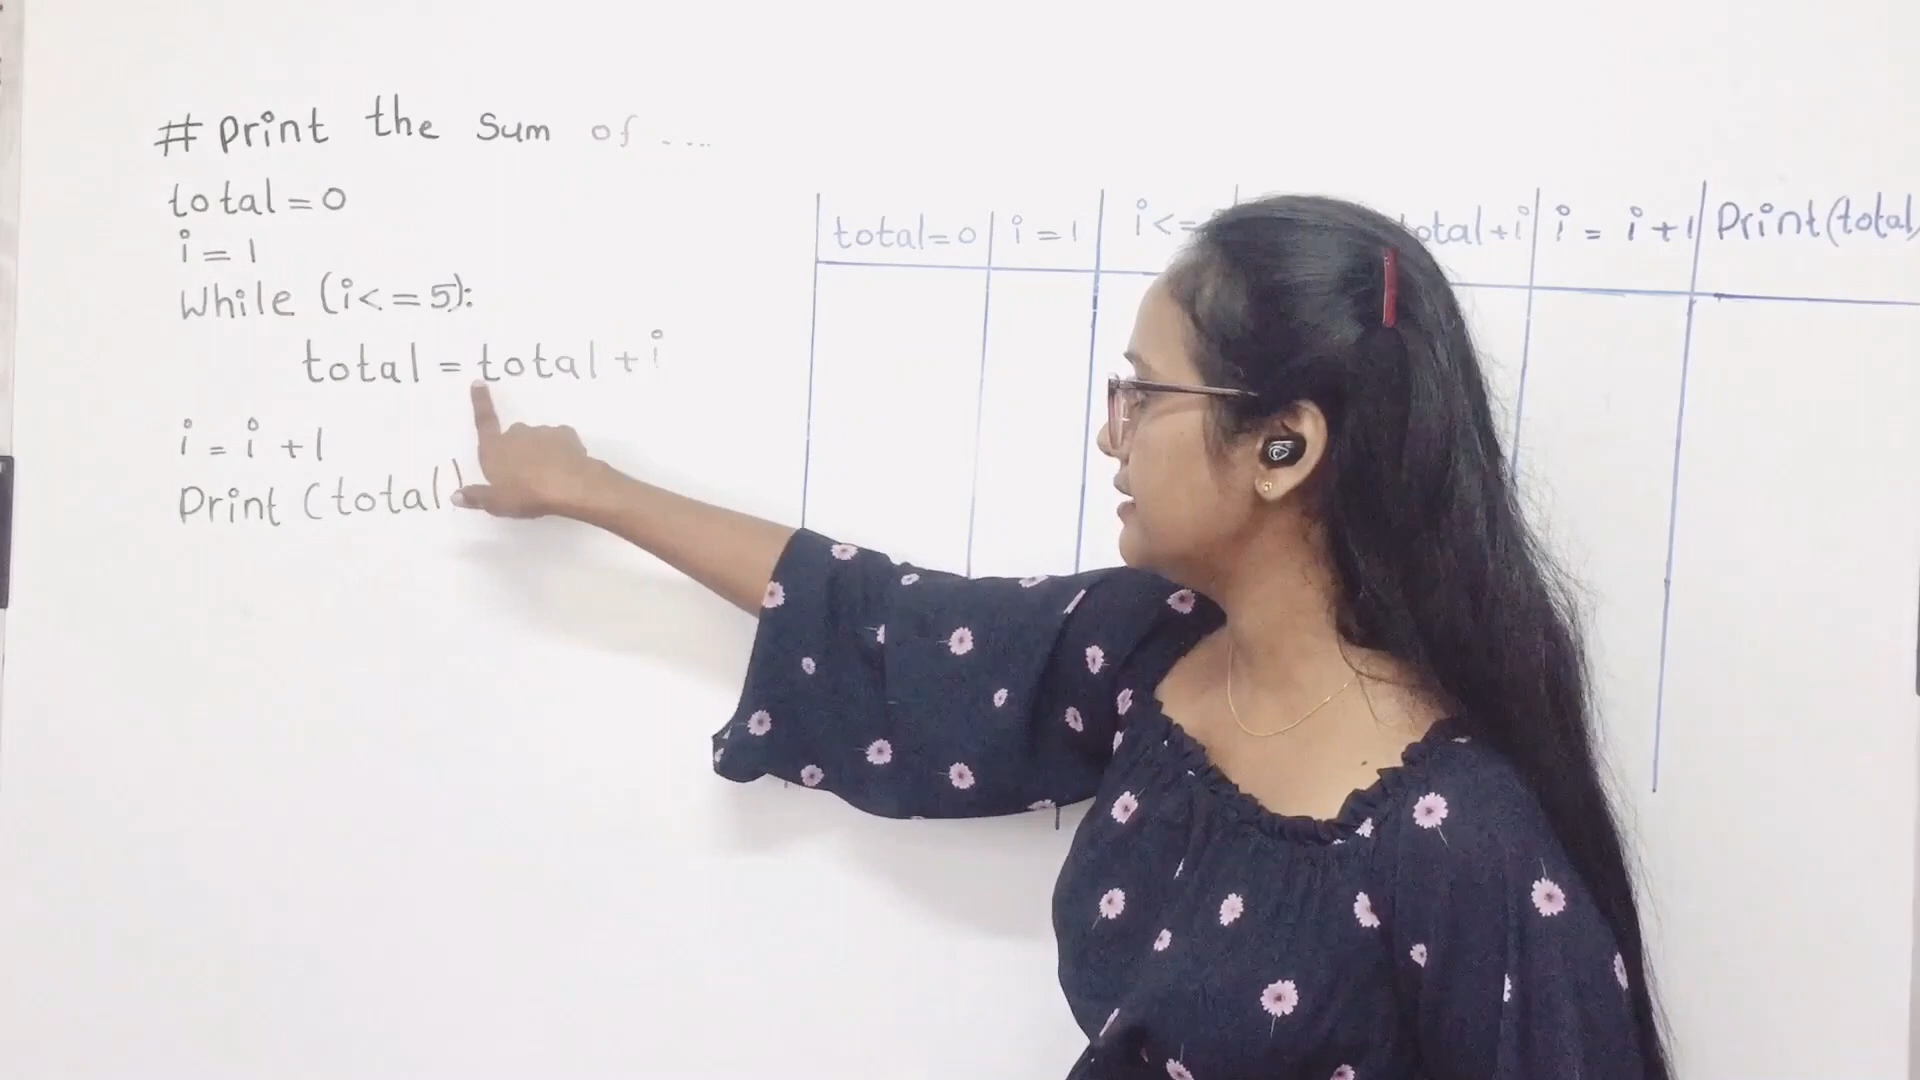 # Print the Sum of ....
total = 0
i = 1
While (i <= 5):
total = total + i
i = i + 1
Print (total)
total=0 i=1 i<= total+i i = i+1 Print(total)